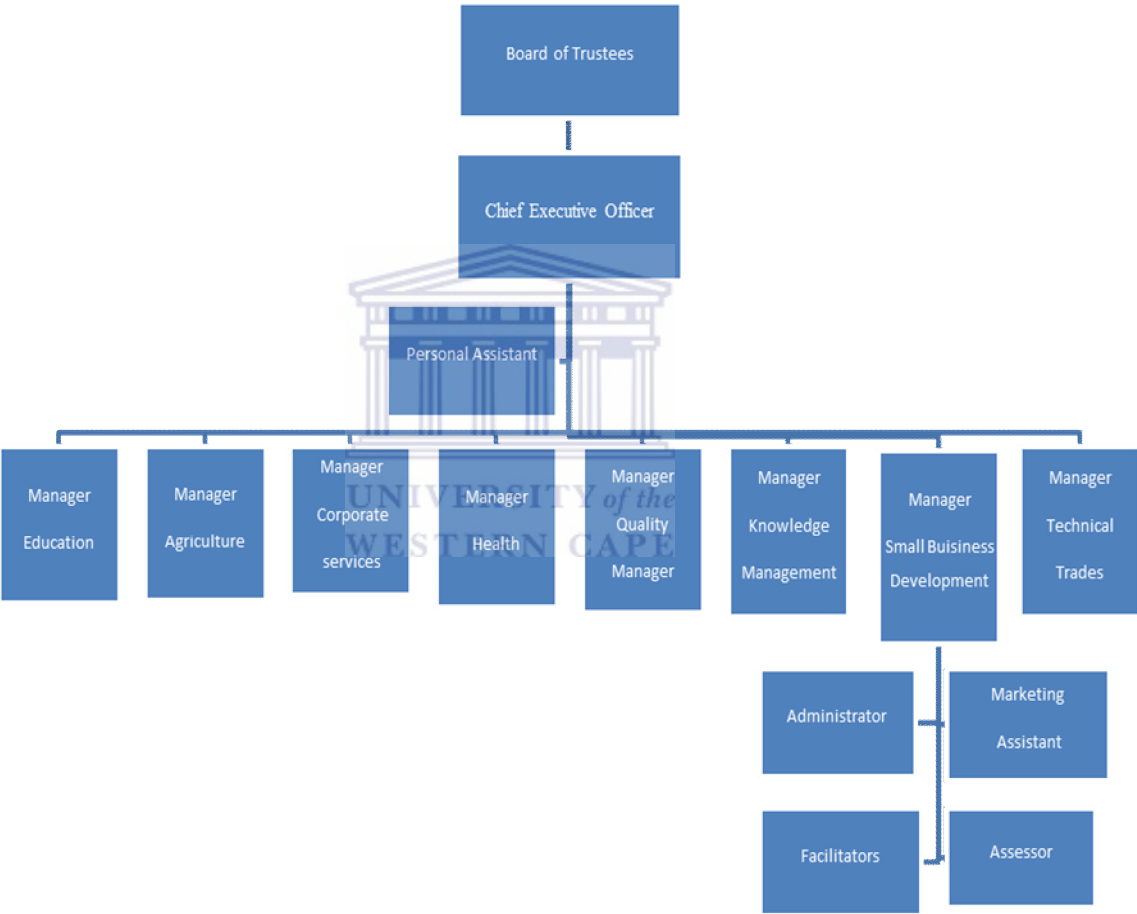 Board of Trustees
Chief Executive Officer
Personal Assistant
Manager
Education
Manager
Agriculture
Manager
Corporate
services
Manager
Health
Manager
Quality
Manager
Manager
Knowledge
Management
Manager
Small Buisiness
Development
Manager
Technical
Trades
UNIVERSITY of the
WESTERN CAPE
Administrator
Marketing
Assistant
Facilitators
Assessor